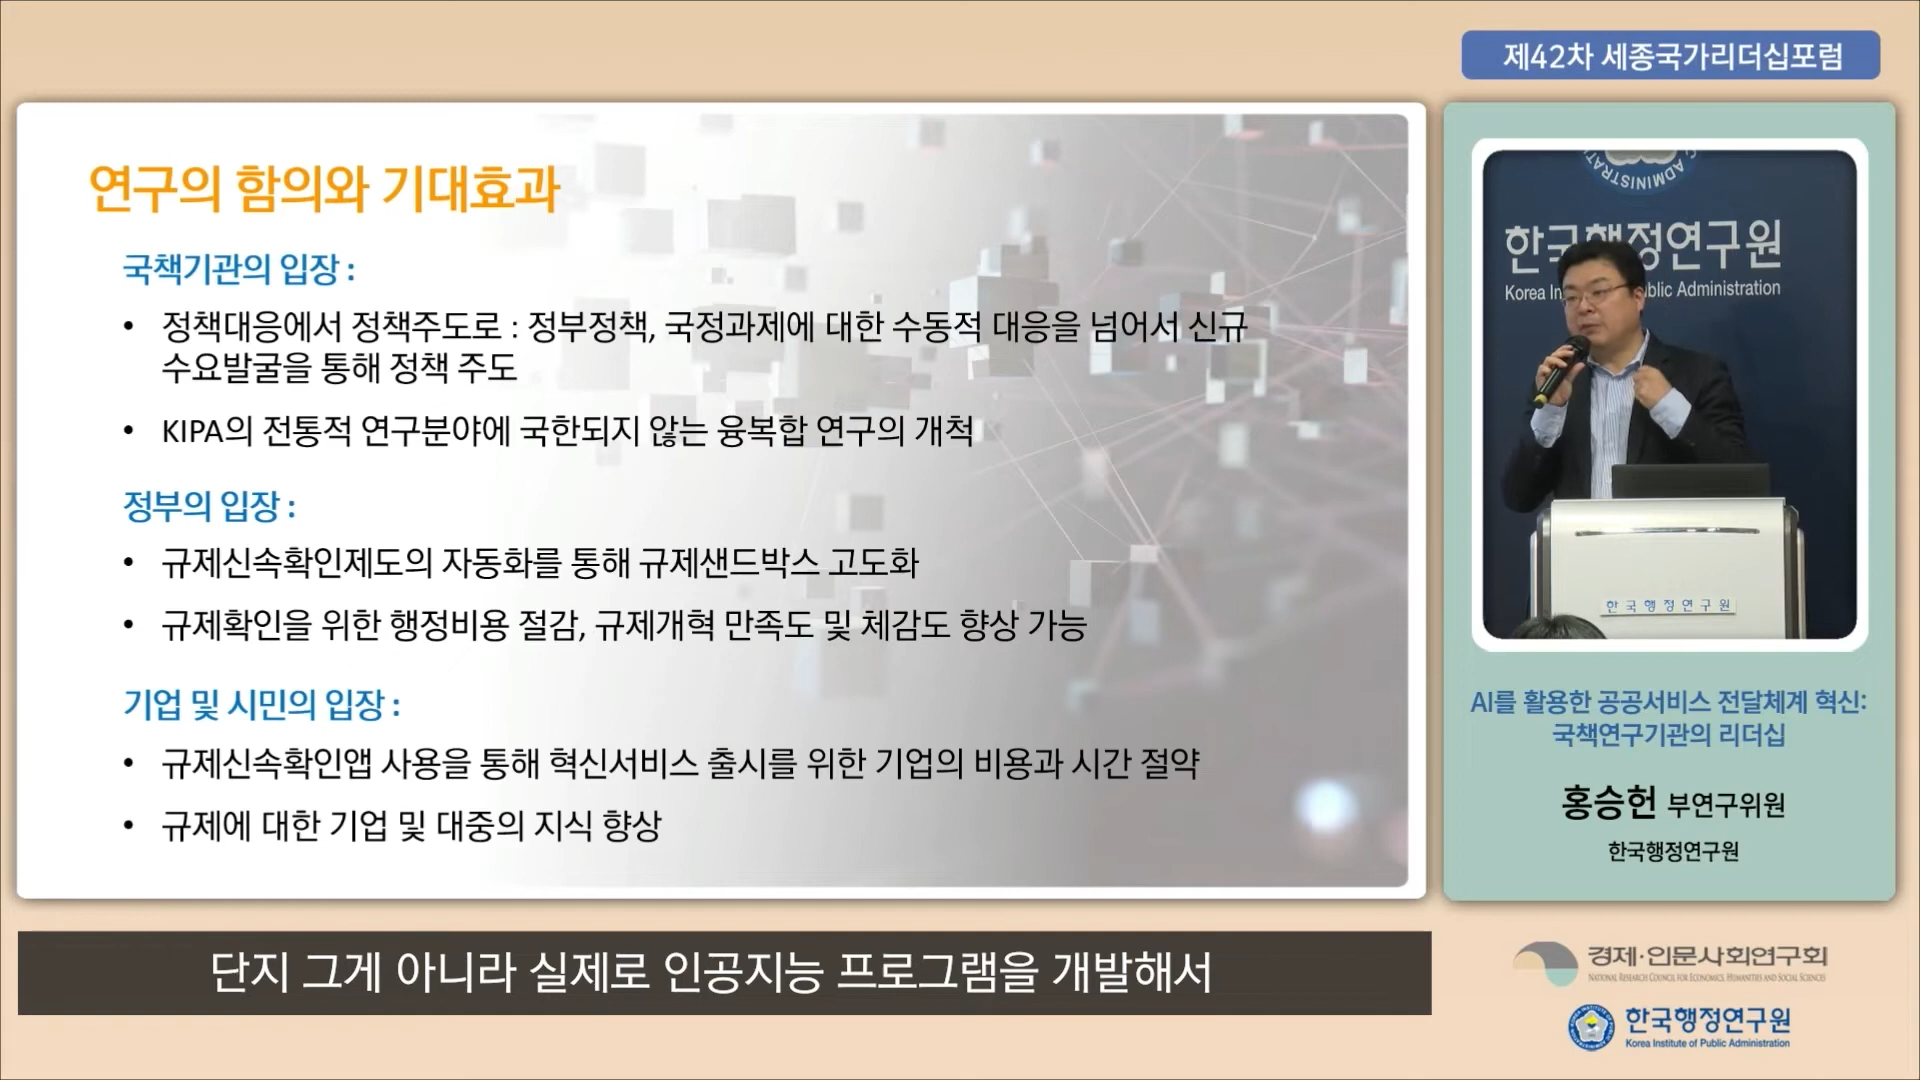 제42차 세종국가리더십포럼
연구의 함의와 기대효과
국책기관의 입장 :
• 정책대응에서 정책주도로 : 정부정책, 국정과제에 대한 수동적 대응을 넘어서 신규
수요발굴을 통해 정책 주도
• KIPA의 전통적 연구분야에 국한되지 않는 융복합 연구의 개척
정부의 입장 :
• 규제신속확인제도의 자동화를 통해 규제샌드박스 고도화
• 규제확인을 위한 행정비용 절감, 규제개혁 만족도 및 체감도 향상 가능
기업 및 시민의 입장 :
• 규제신속확인앱 사용을 통해 혁신서비스 출시를 위한 기업의 비용과 시간 절약
• 규제에 대한 기업 및 대중의 지식 향상
ADMINISTRAT
한국행정연구원
Korea In blic Administration
한국행정연구원
AI를 활용한 공공서비스 전달체계 혁신:
국책연구기관의 리더십
홍승헌 부연구위원
한국행정연구원
단지 그게 아니라 실제로 인공지능 프로그램을 개발해서
경제·인문사회연구회
NATIONAL RESEARCH COUNCIL FOR ECONOMICS, HUMANITIES AND SOCIAL SCIENCES
한국행정연구원
Korea Institute of Public Administration